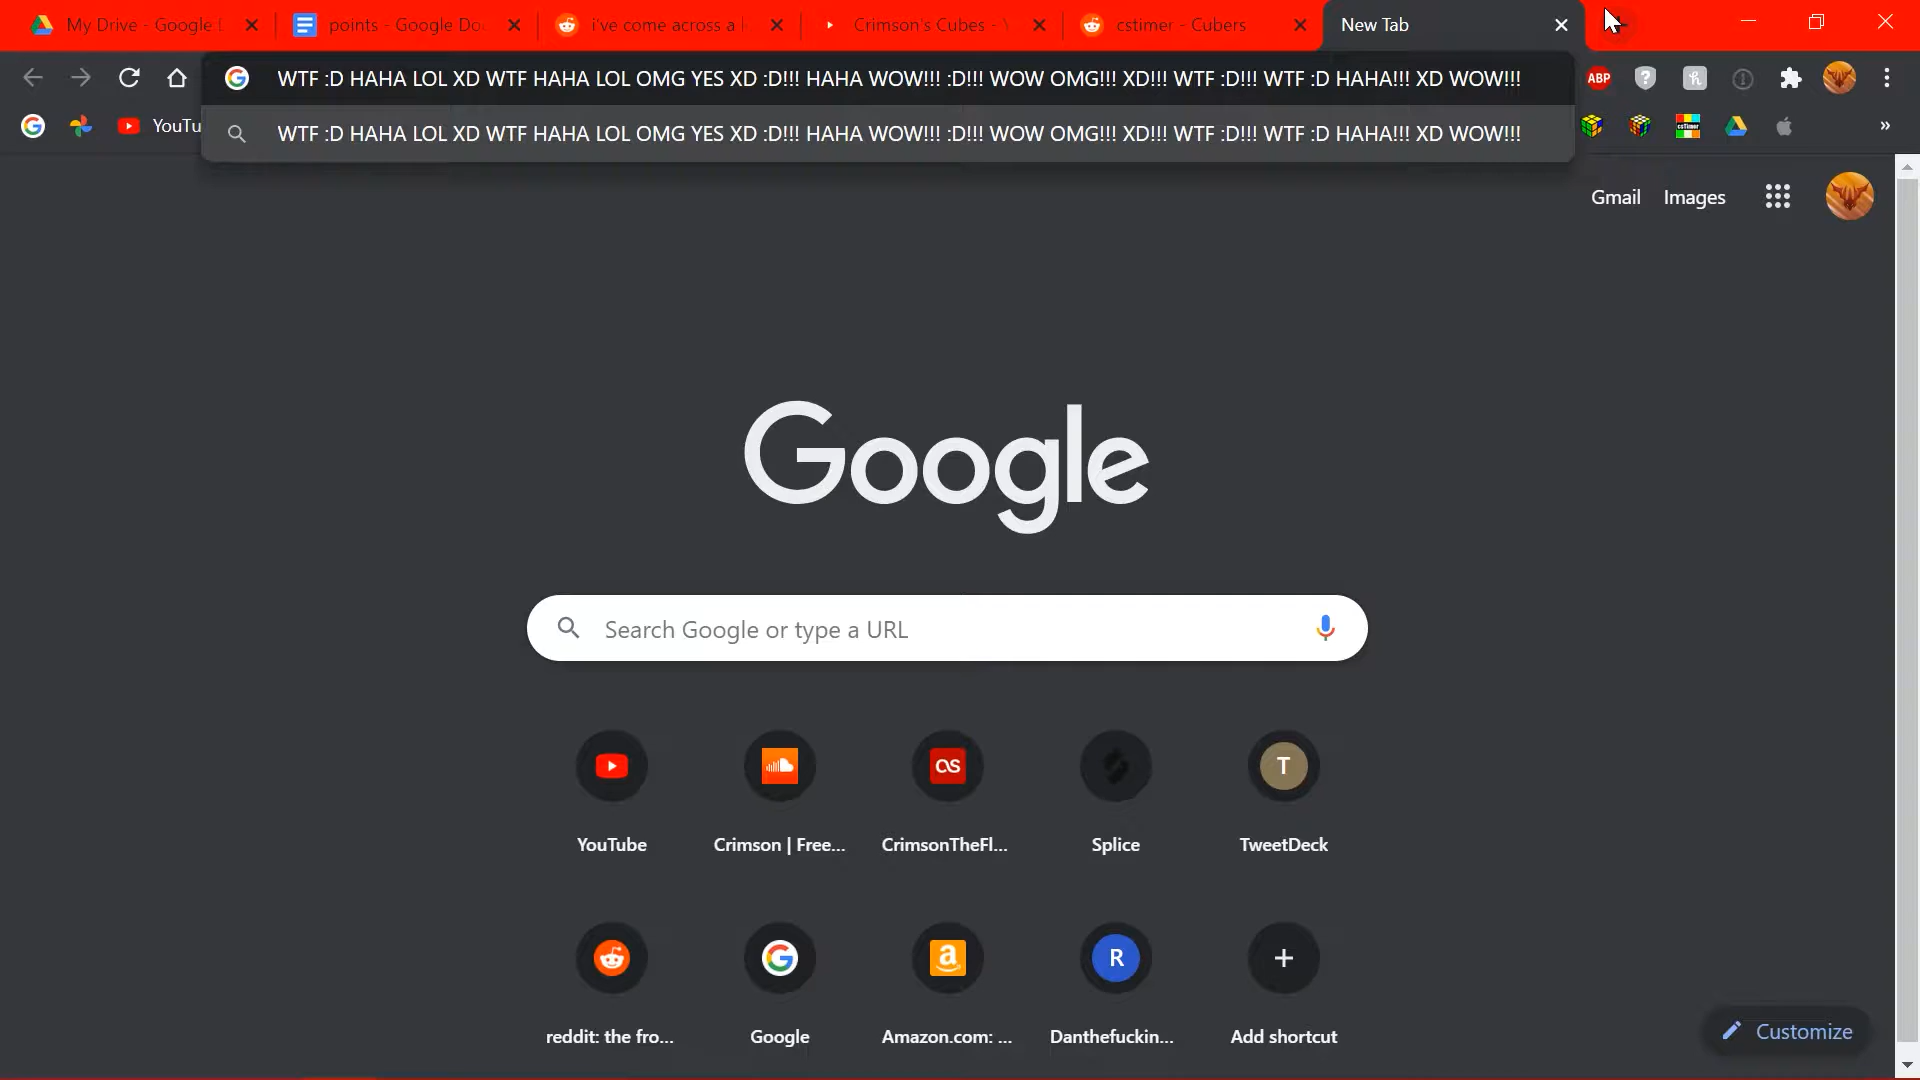 My Drive - Google
points - Google Do
i've come across a
Crimson's Cubes -
cstimer - Cubers
New Tab
WTF :D HAHA LOL XD WTF HAHA LOL OMG YES XD :D!!! HAHA WOW!!! :D!!! WOW OMG!!! XD!!! WTF :D!!! WTF :D HAHA!!! XD WOW!!!
ABP
YouTu
WTF :D HAHA LOL XD WTF HAHA LOL OMG YES XD :D!!! HAHA WOW!!! :D!!! WOW OMG!!! XD!!! WTF :D!!! WTF :D HAHA!!! XD WOW!!!
csTimer
»
Gmail
Images
Google
Search Google or type a URL
T
YouTube
Crimson | Free...
CrimsonTheFl...
Splice
TweetDeck
R
reddit: the fro...
Google
Amazon.com: ...
Danthefuckin...
Add shortcut
Customize